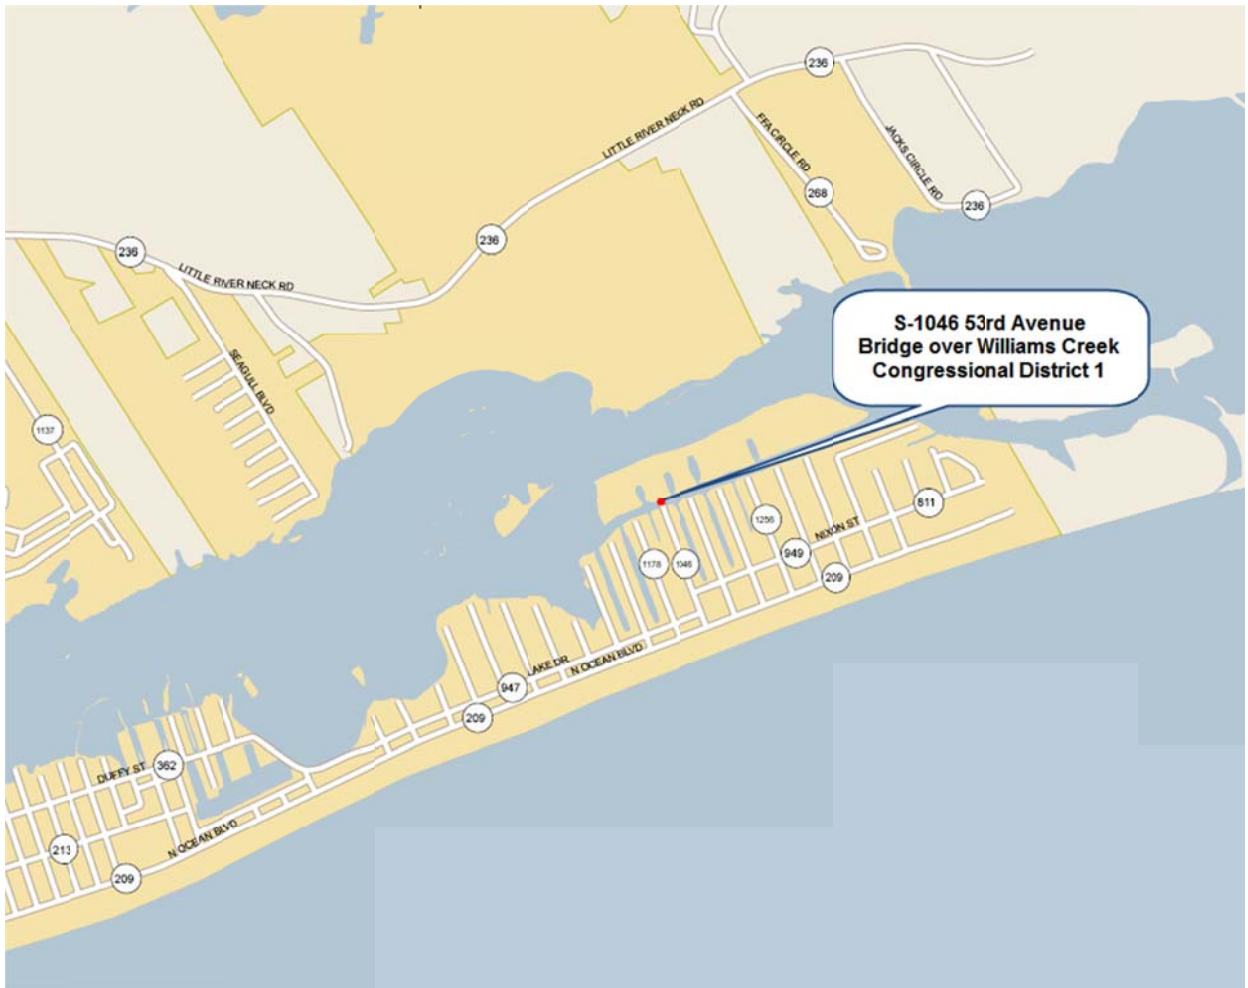 236
LITTLE RIVER NECK RD
FFA CIRCLE RD
JACKS CIRCLE RD
268
236
236
236
LITTLE RIVER NECK RD
S-1046 53rd Avenue
Bridge over Williams Creek
Congressional District 1
SEAGULL BLVD
1137
811
1256
NIXON ST
949
1178
1046
209
N OCEAN BLVD
LAKE DR
947
209
362
DUFFY ST
N OCEAN BLVD
213
209